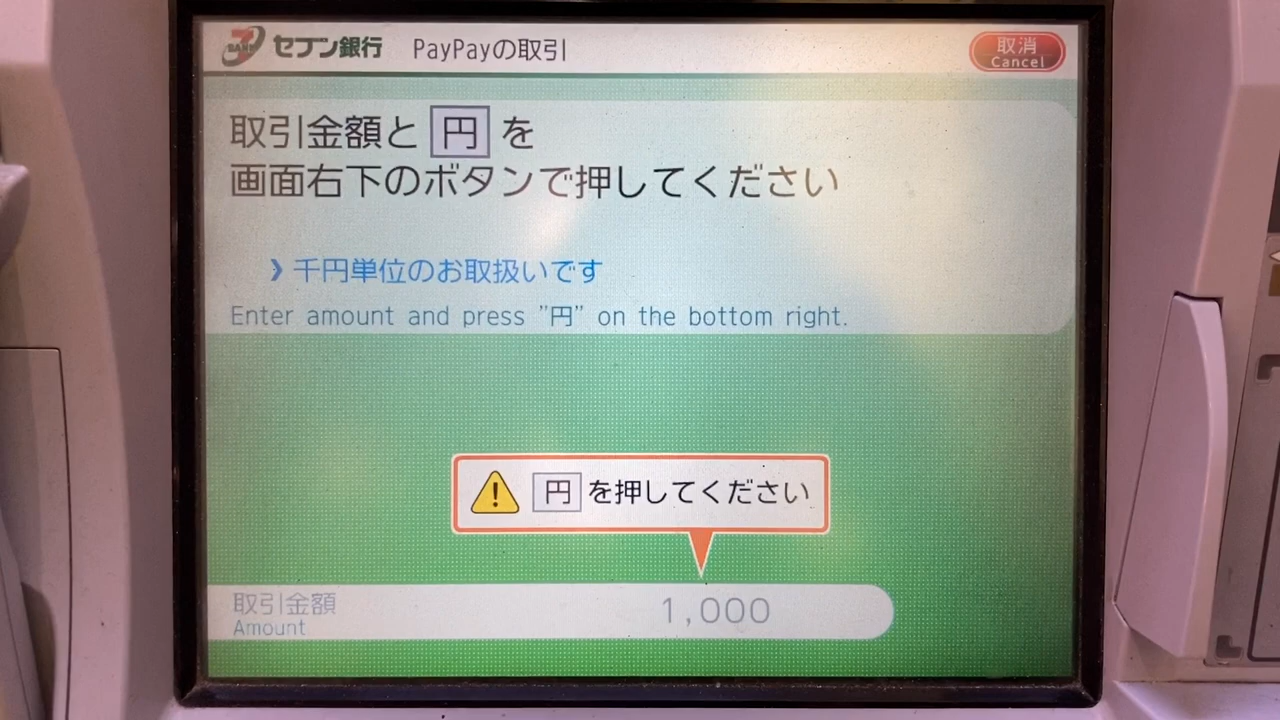 7 BANK セブン銀行 PayPayの取引
取消
Cancel
取引金額と 円 を
画面右下のボタンで押してください
❯ 千円単位のお取扱いです
Enter amount and press "円" on the bottom right.
! 円 を押してください
取引金額 1,000
Amount